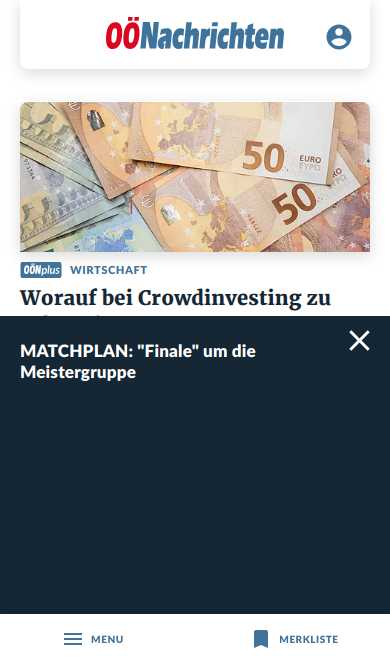 OÖNachrichten
50 EURO
ΕΥΡΩ
50
OÖNplus WIRTSCHAFT
Worauf bei Crowdinvesting zu
MATCHPLAN: "Finale" um die
Meistergruppe
MENU
MERKLISTE